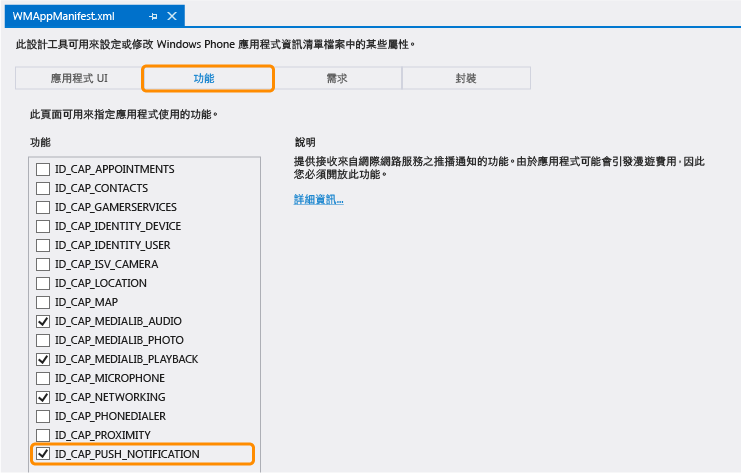 WMAppManifest.xml
此設計工具可用來設定或修改 Windows Phone 應用程式資訊清單檔案中的某些屬性。
應用程式 UI
功能
需求
封裝
此頁面可用來指定應用程式使用的功能。
功能
ID_CAP_APPOINTMENTS
ID_CAP_CONTACTS
ID_CAP_GAMERSERVICES
ID_CAP_IDENTITY_DEVICE
ID_CAP_IDENTITY_USER
ID_CAP_ISV_CAMERA
ID_CAP_LOCATION
ID_CAP_MAP
ID_CAP_MEDIALIB_AUDIO
ID_CAP_MEDIALIB_PHOTO
ID_CAP_MEDIALIB_PLAYBACK
ID_CAP_MICROPHONE
ID_CAP_NETWORKING
ID_CAP_PHONEDIALER
ID_CAP_PROXIMITY
ID_CAP_PUSH_NOTIFICATION
說明
提供接收來自網際網路服務之推播通知的功能。由於應用程式可能會引發漫遊費用，因此
您必須開放此功能。
詳細資訊...